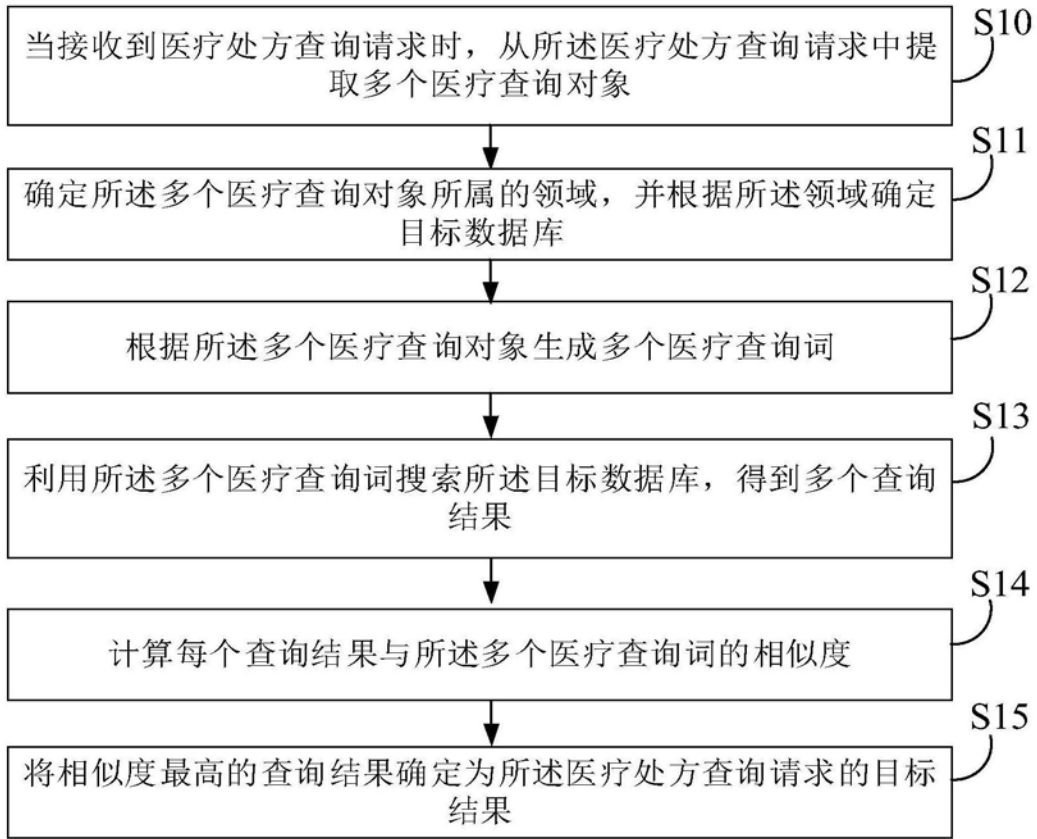 S10
当接收到医疗处方查询请求时，从所述医疗处方查询请求中提
取多个医疗查询对象
S11
确定所述多个医疗查询对象所属的领域，并根据所述领域确定
目标数据库
S12
根据所述多个医疗查询对象生成多个医疗查询词
S13
利用所述多个医疗查询词搜索所述目标数据库，得到多个查询
结果
S14
计算每个查询结果与所述多个医疗查询词的相似度
S15
将相似度最高的查询结果确定为所述医疗处方查询请求的目标
结果